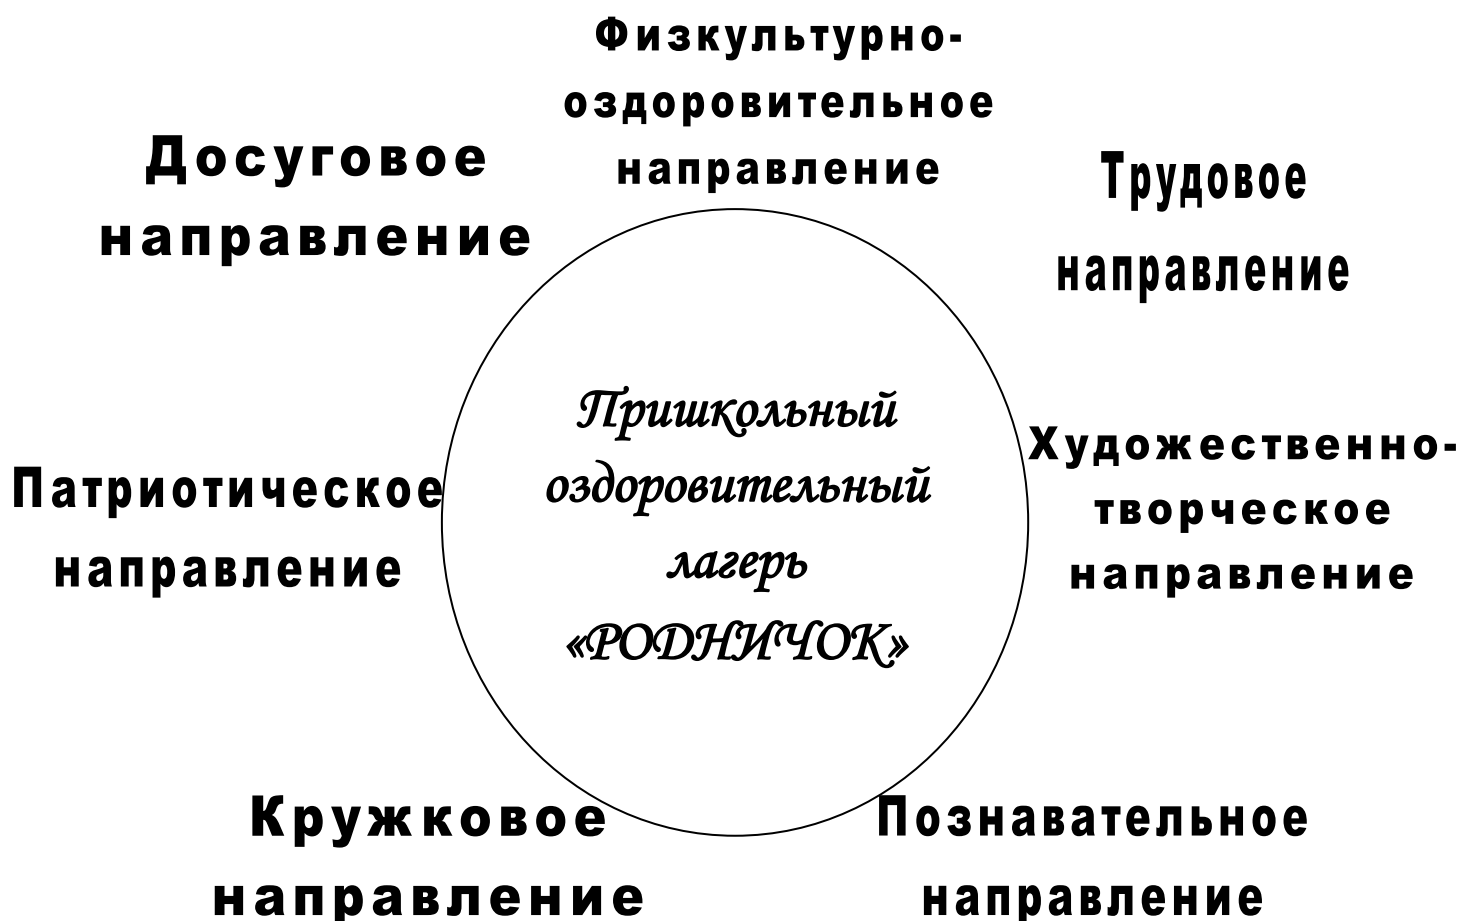 Физкультурно-
оздоровительное
направление
Досуговое
направление
Трудовое
направление
Пришкольный
оздоровительный
лагерь
«РОДНИЧОК»
Патриотическое
направление
Художественно-
творческое
направление
Кружковое
направление
Познавательное
направление